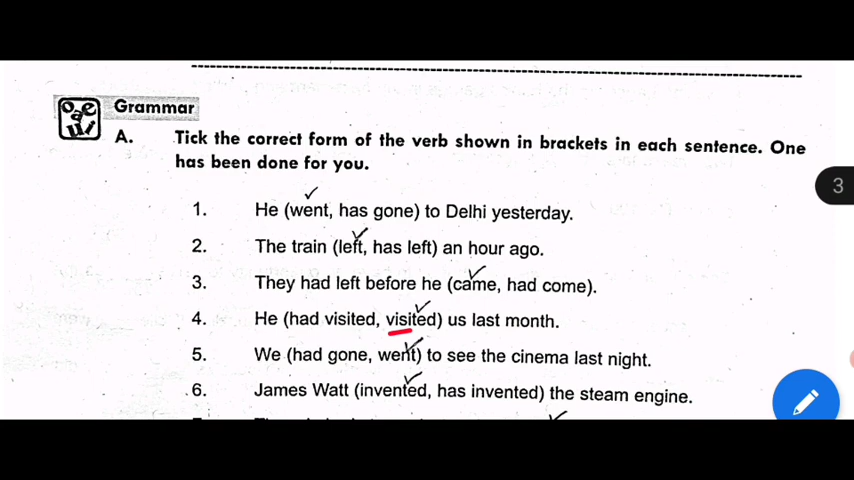 Grammar
A. Tick the correct form of the verb shown in brackets in each sentence. One
has been done for you.
3
1. He (went, has gone) to Delhi yesterday.
2. The train (left, has left) an hour ago.
3. They had left before he (came, had come).
4. He (had visited, visited) us last month.
5. We (had gone, went) to see the cinema last night.
6. James Watt (invented, has invented) the steam engine.